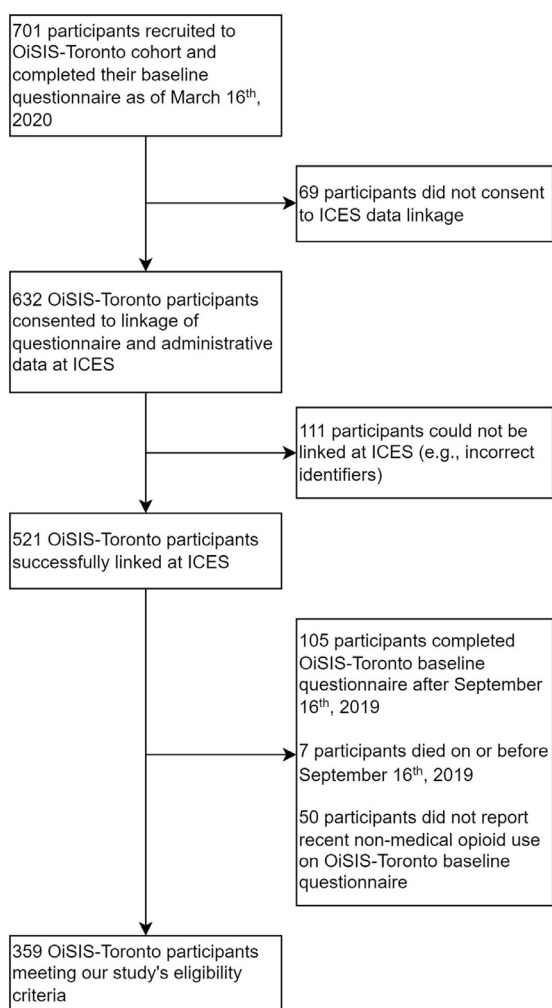 701 participants recruited to
OiSIS-Toronto cohort and
completed their baseline
questionnaire as of March 16th,
2020
69 participants did not consent
to ICES data linkage
632 OiSIS-Toronto participants
consented to linkage of
questionnaire and administrative
data at ICES
111 participants could not be
linked at ICES (e.g., incorrect
identifiers)
521 OiSIS-Toronto participants
successfully linked at ICES
105 participants completed
OiSIS-Toronto baseline
questionnaire after September
16th, 2019
7 participants died on or before
September 16th, 2019
50 participants did not report
recent non-medical opioid use
on OiSIS-Toronto baseline
questionnaire
359 OiSIS-Toronto participants
meeting our study's eligibility
criteria